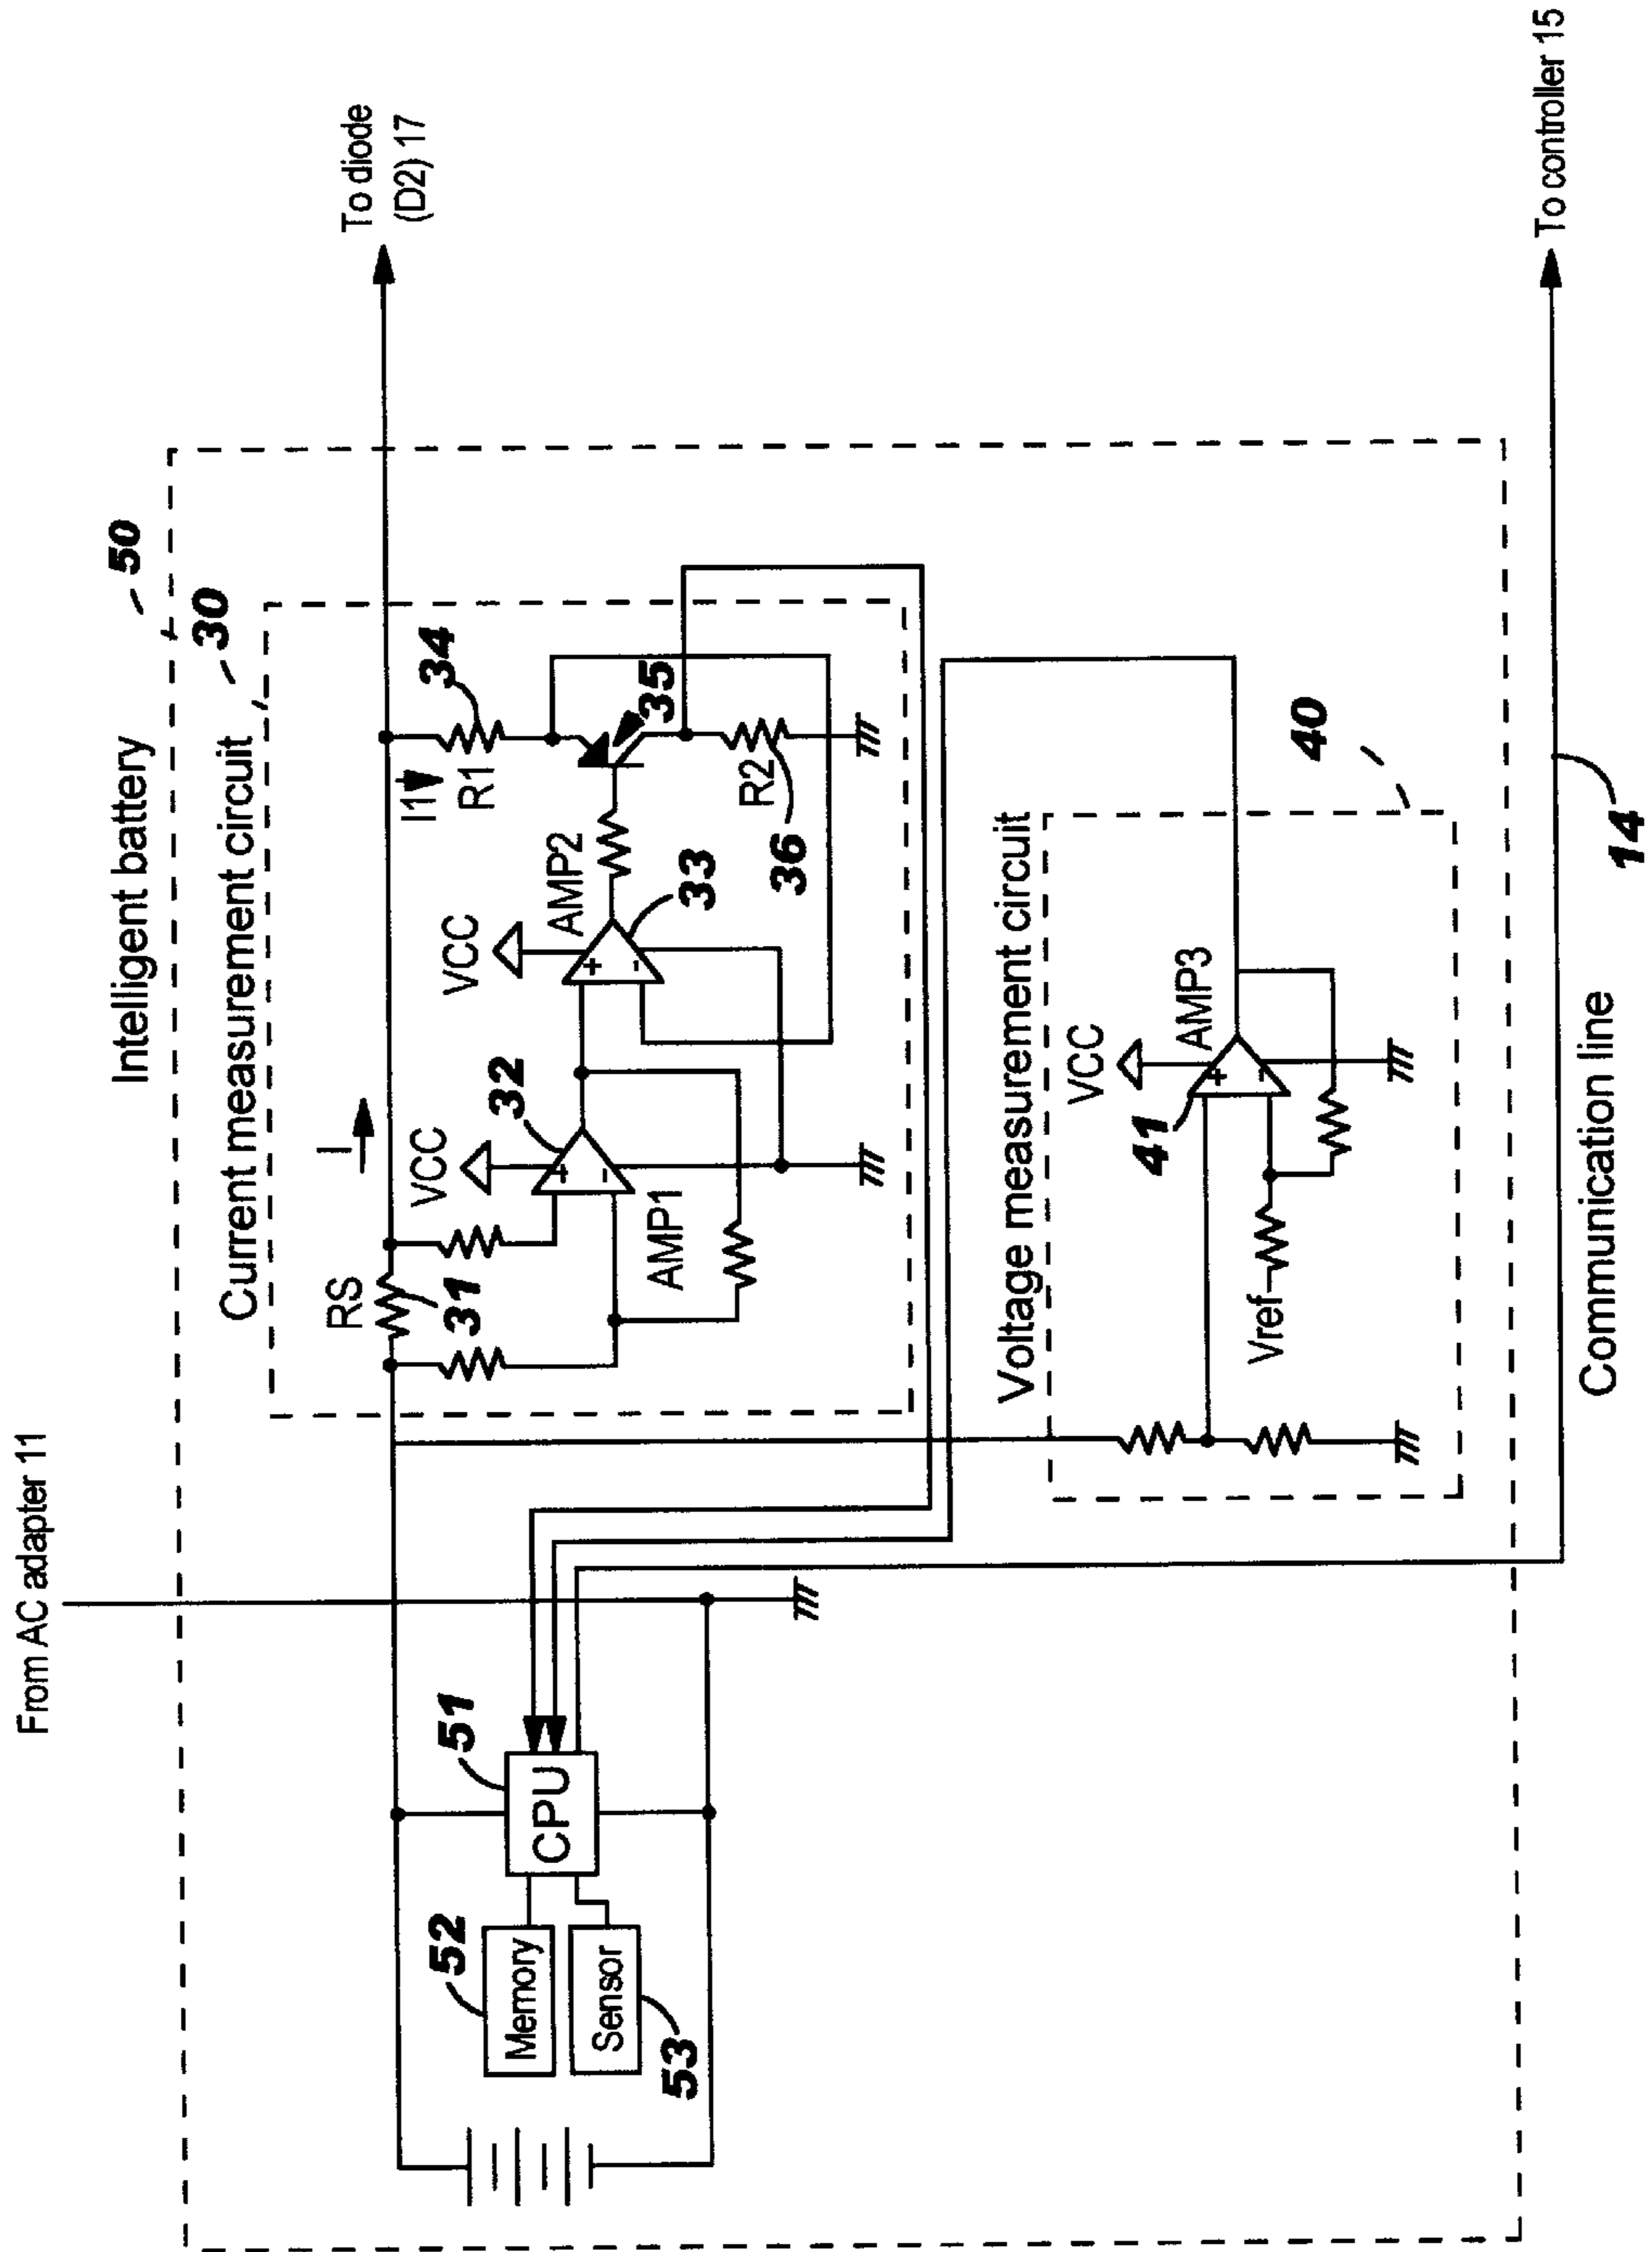 From AC adapter 11
Intelligent battery
50
Current measurement circuit
30
RS
31
I
VCC
32
AMP1
VCC
AMP2
33
I1
R1
34
35
R2
36
To diode
(D2) 17
51
CPU
52
Memory
Sensor
53
Voltage measurement circuit
40
VCC
41
AMP3
Vref
Communication line
14
To controller 15
+
-
+
-
+
-